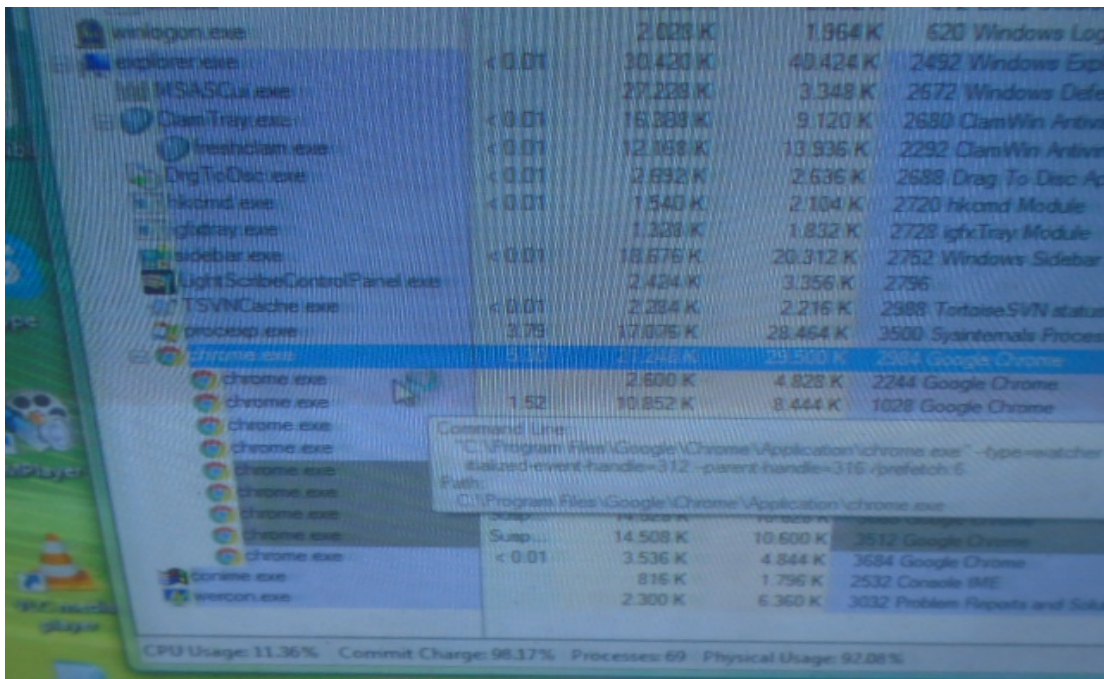 winlogon.exe 2.028 K 1.964 K 620 Windows Log
explorer.exe < 0.01 30.420 K 40.424 K 2492 Windows Expl
MSASCui.exe 27.228 K 3.348 K 2672 Windows Defe
ClamTray.exe < 0.01 16.388 K 9.120 K 2680 ClamWin Antivir
freshclam.exe < 0.01 12.168 K 13.936 K 2292 ClamWin Antivir
DrgToDsc.exe < 0.01 2.692 K 2.636 K 2688 Drag To Disc Ap
hkcmd.exe < 0.01 1.540 K 2.104 K 2720 hkcmd Module
igfxtray.exe 1.328 K 1.832 K 2728 igfxTray Module
sidebar.exe < 0.01 18.676 K 20.312 K 2752 Windows Sidebar
LightScribeControlPanel.exe 2.424 K 3.356 K 2796
TSVNCache.exe < 0.01 2.284 K 2.216 K 2988 TortoiseSVN status
procexp.exe 3.79 17.076 K 28.464 K 3500 Sysinternals Proces
chrome.exe 29.500 K 2984 Google Chrome
chrome.exe 2.600 K 4.828 K 2244 Google Chrome
chrome.exe 1.52 10.852 K 8.444 K 1028 Google Chrome
chrome.exe
chrome.exe
chrome.exe
chrome.exe
chrome.exe
chrome.exe Susp... 14.508 K 10.600 K 3512 Google Chrome
chrome.exe < 0.01 3.536 K 4.844 K 3684 Google Chrome
conime.exe 816 K 1.796 K 2532 Console IME
wercon.exe 2.300 K 6.360 K 3032 Problem Reports and Solu
Command Line:
"C:\Program Files\Google\Chrome\Application\chrome.exe" --type=watcher
itialized-event-handle=312 --parent-handle=316 /prefetch:6
Path:
C:\Program Files\Google\Chrome\Application\chrome.exe
CPU Usage: 11.36% Commit Charge: 98.17% Processes: 69 Physical Usage: 92.08%
UMPlayer
VLC media
player